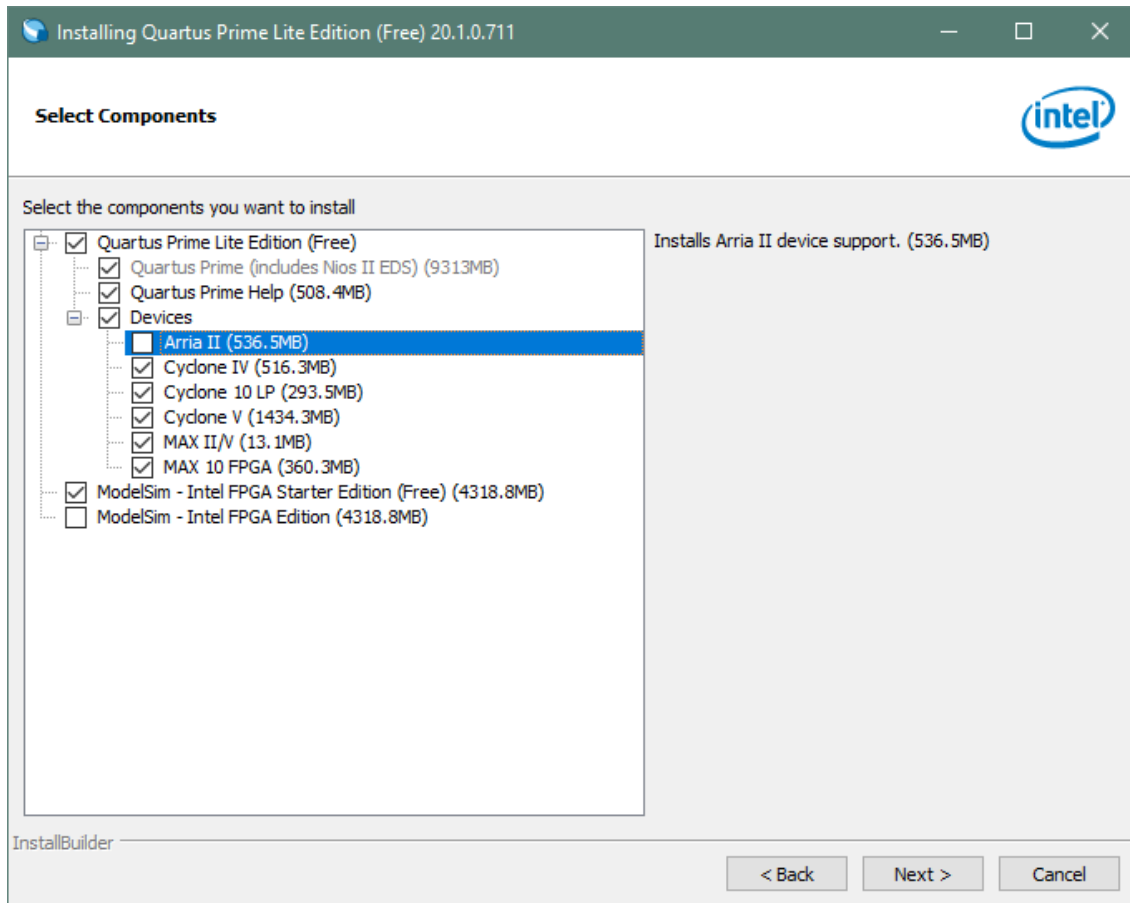 Installing Quartus Prime Lite Edition (Free) 20.1.0.711
Select Components
intel
Select the components you want to install
Quartus Prime Lite Edition (Free)
Installs Arria II device support. (536.5MB)
Quartus Prime (includes Nios II EDS) (9313MB)
Quartus Prime Help (508.4MB)
Devices
Arria II (536.5MB)
Cyclone IV (516.3MB)
Cyclone 10 LP (293.5MB)
Cyclone V (1434.3MB)
MAX II/V (13.1MB)
MAX 10 FPGA (360.3MB)
ModelSim - Intel FPGA Starter Edition (Free) (4318.8MB)
ModelSim - Intel FPGA Edition (4318.8MB)
InstallBuilder
< Back
Next >
Cancel